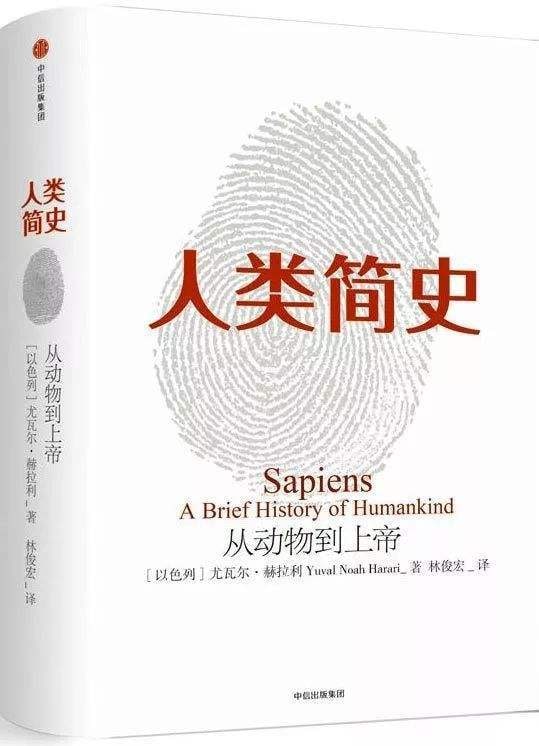 中信出版集团
人类
简史
从动物到上帝
[以色列]尤瓦尔·赫拉利_著
林俊宏_译
人类简史
Sapiens
A Brief History of Humankind
从动物到上帝
[以色列]尤瓦尔·赫拉利 Yuval Noah Harari_著 林俊宏_译
中信出版集团